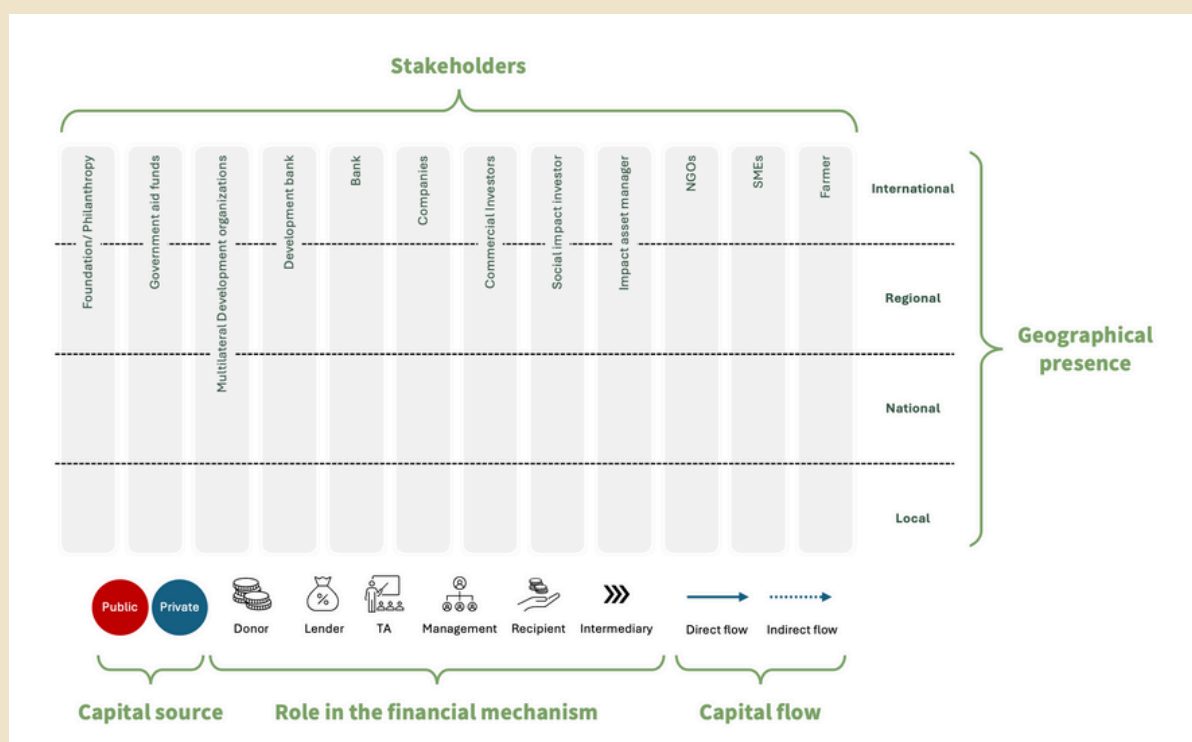 Stakeholders
Foundation/ Philanthropy
Government aid funds
Multilateral Development organizations
Development bank
Bank
Companies
Commercial Investors
Social impact investor
Impact asset manager
NGOs
SMEs
Farmer
International
Regional
National
Local
Geographical
presence
Public
Private
%
Donor
Lender
TA
Management
Recipient
Intermediary
Direct flow
Indirect flow
Capital source
Role in the financial mechanism
Capital flow